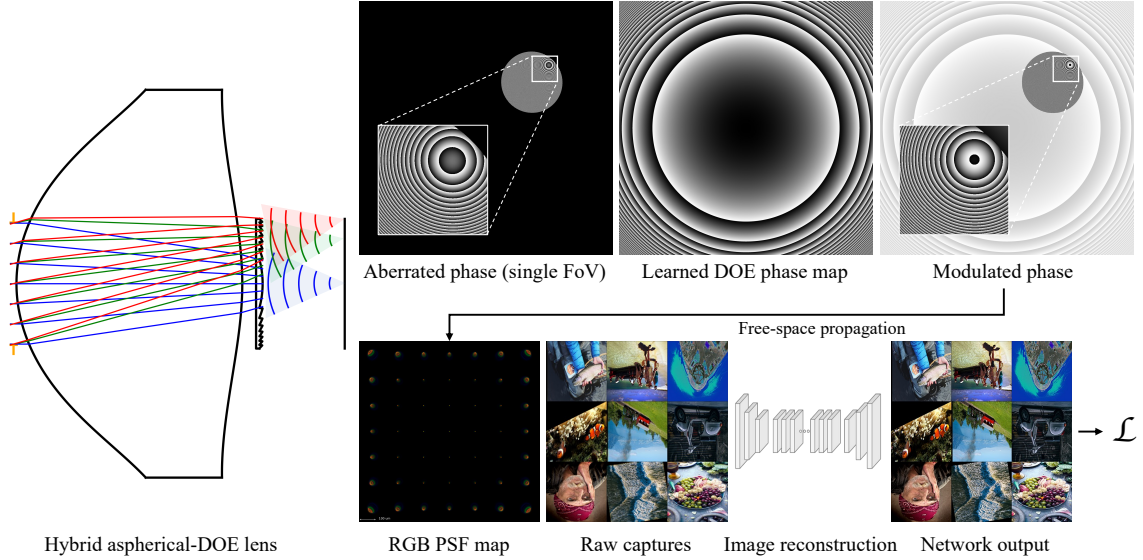 Aberrated phase (single FoV)
Learned DOE phase map
Modulated phase
Free-space propagation
ℒ
Hybrid aspherical-DOE lens
RGB PSF map
Raw captures
Image reconstruction
Network output